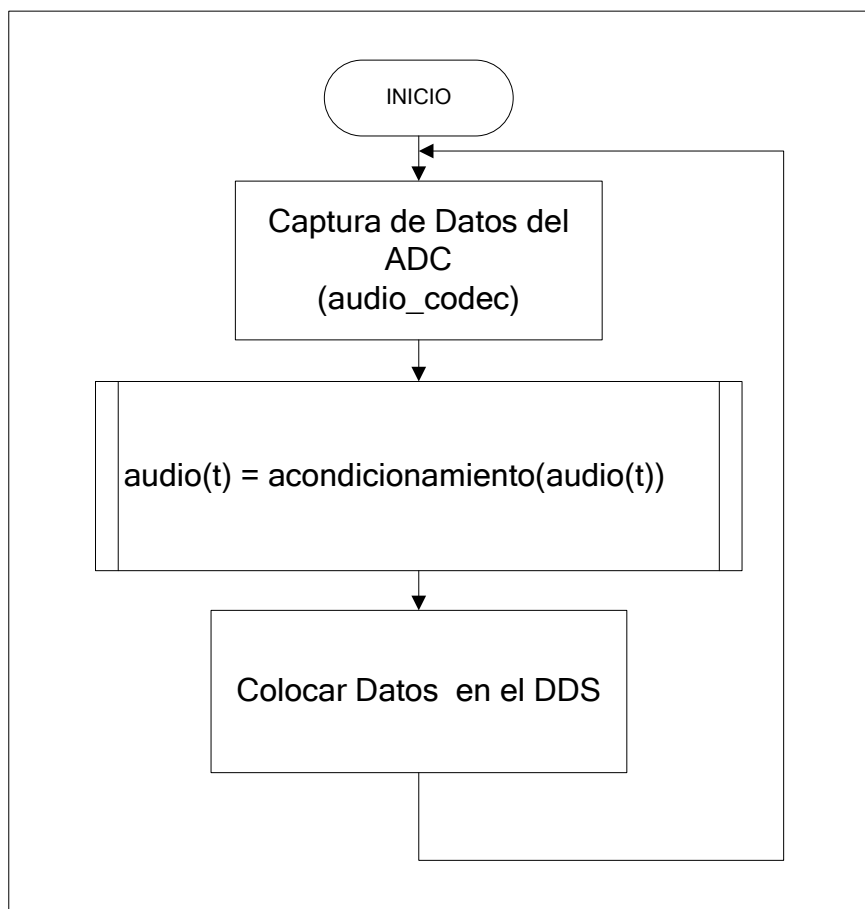 INICIO
Captura de Datos del
ADC
(audio_codec)
audio(t) = acondicionamiento(audio(t))
Colocar Datos  en el DDS